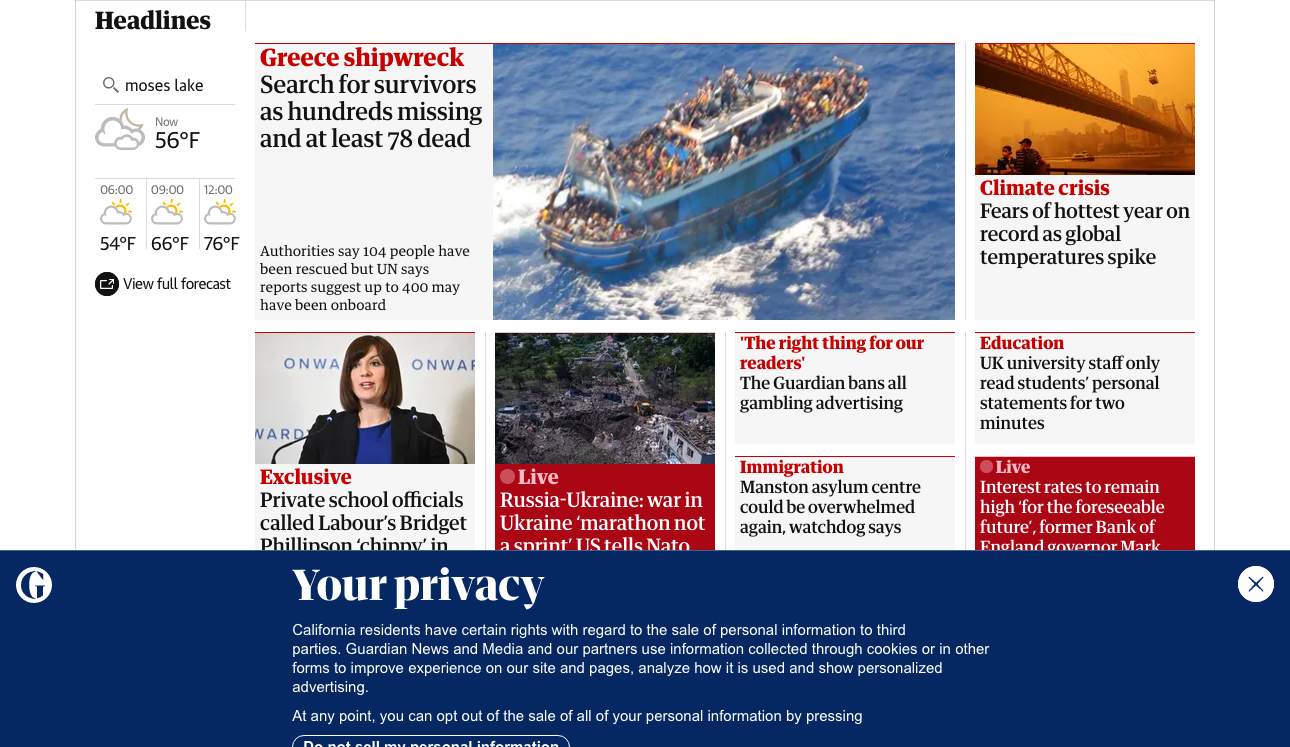 Headlines
moses lake
Now
56°F
06:00
54°F
09:00
66°F
12:00
76°F
View full forecast
Greece shipwreck
Search for survivors
as hundreds missing
and at least 78 dead
Authorities say 104 people have
been rescued but UN says
reports suggest up to 400 may
have been onboard
Climate crisis
Fears of hottest year on
record as global
temperatures spike
ONWARD
ONWAR
WARD
Exclusive
Private school officials
called Labour’s Bridget
Phillipson ‘chippy’ in
Live
Russia-Ukraine: war in
Ukraine ‘marathon not
a sprint’ US tells Nato
'The right thing for our
readers'
The Guardian bans all
gambling advertising
Immigration
Manston asylum centre
could be overwhelmed
again, watchdog says
Education
UK university staff only
read students’ personal
statements for two
minutes
Live
Interest rates to remain
high ‘for the foreseeable
future’, former Bank of
England governor Mark
G
Your privacy
California residents have certain rights with regard to the sale of personal information to third
parties. Guardian News and Media and our partners use information collected through cookies or in other
forms to improve experience on our site and pages, analyze how it is used and show personalized
advertising.
At any point, you can opt out of the sale of all of your personal information by pressing
Do not sell my personal information